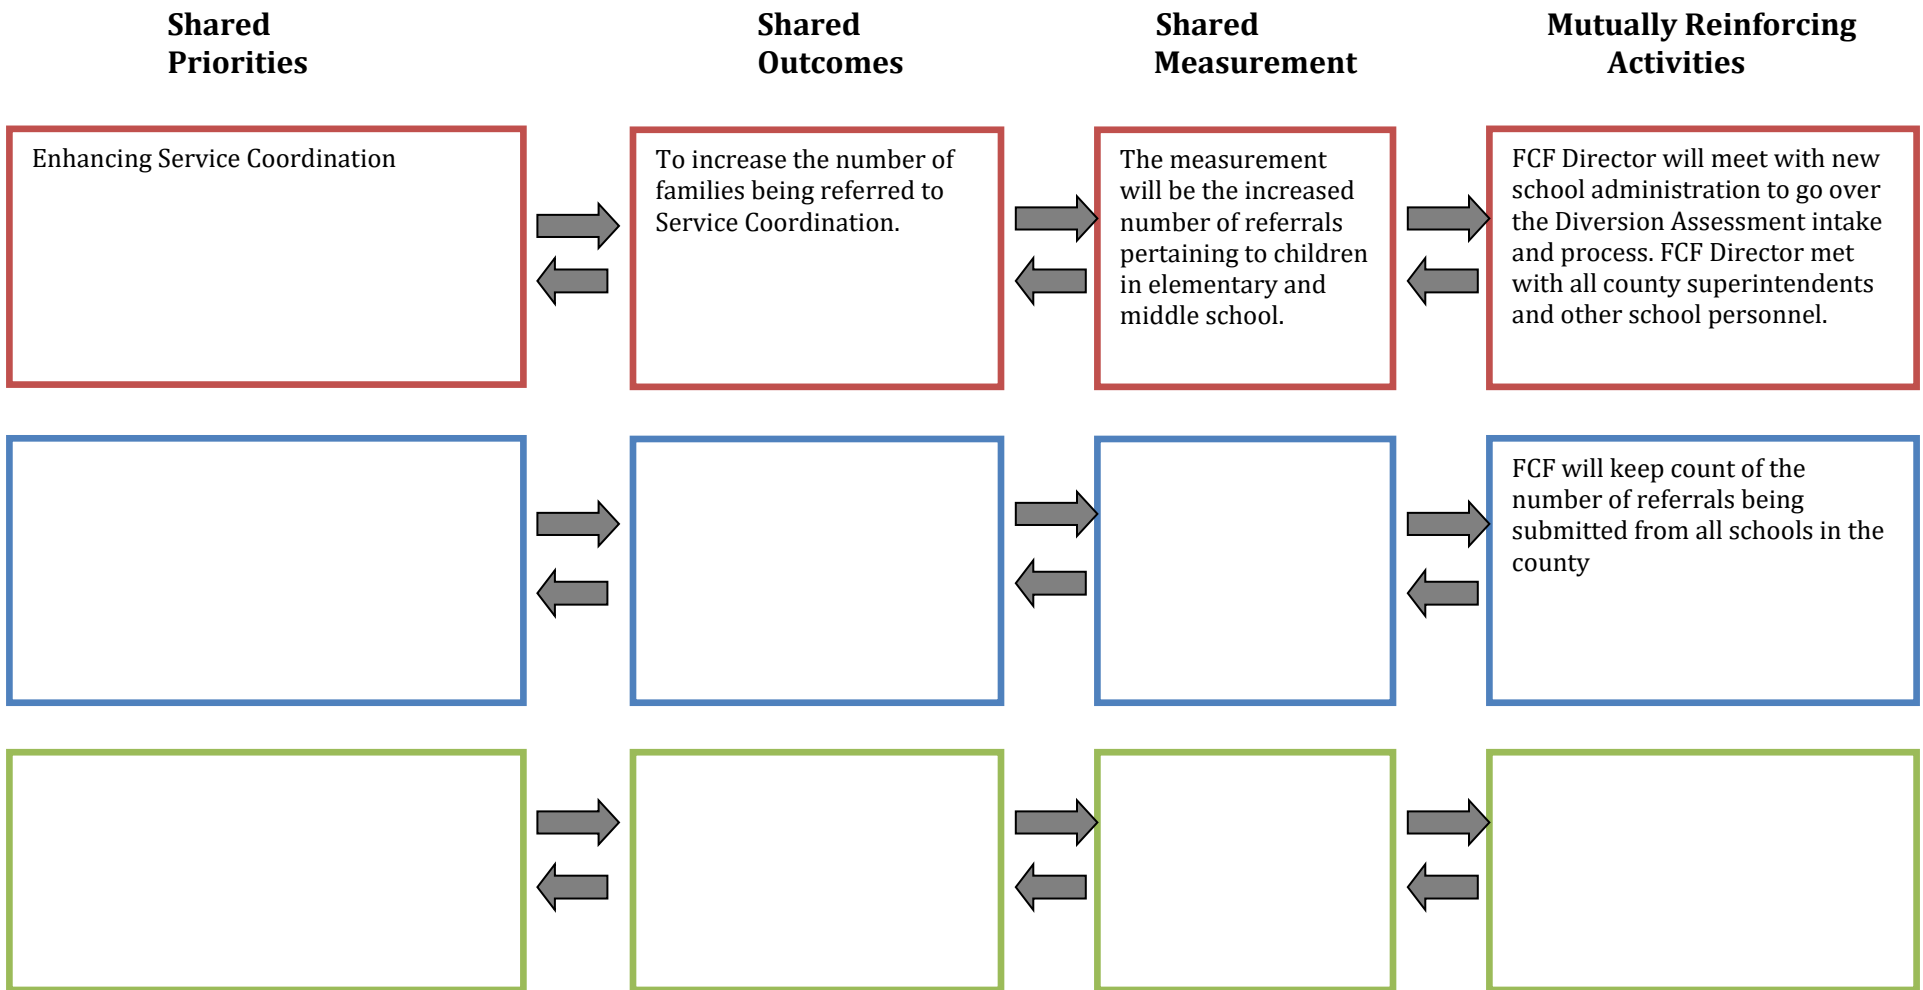 Shared
Priorities
Shared
Outcomes
Shared
Measurement
Mutually Reinforcing
Activities
Enhancing Service Coordination
To increase the number of
families being referred to
Service Coordination.
The measurement
will be the increased
number of referrals
pertaining to children
in elementary and
middle school.
FCF Director will meet with new
school administration to go over
the Diversion Assessment intake
and process. FCF Director met
with all county superintendents
and other school personnel.
FCF will keep count of the
number of referrals being
submitted from all schools in the
county